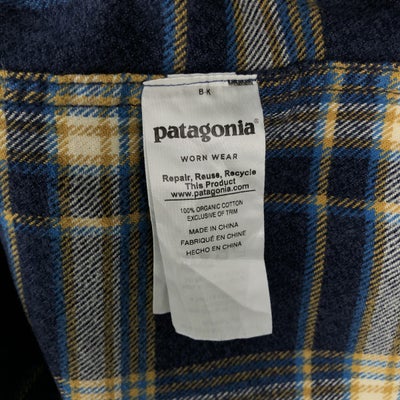 BK
patagonia®
WORN WEAR
Repair, Reuse, Recycle
This Product
www.patagonia.com
100% ORGANIC COTTON
EXCLUSIVE OF TRIM
MADE IN CHINA
FABRIQUÉ EN CHINE
HECHO EN CHINA